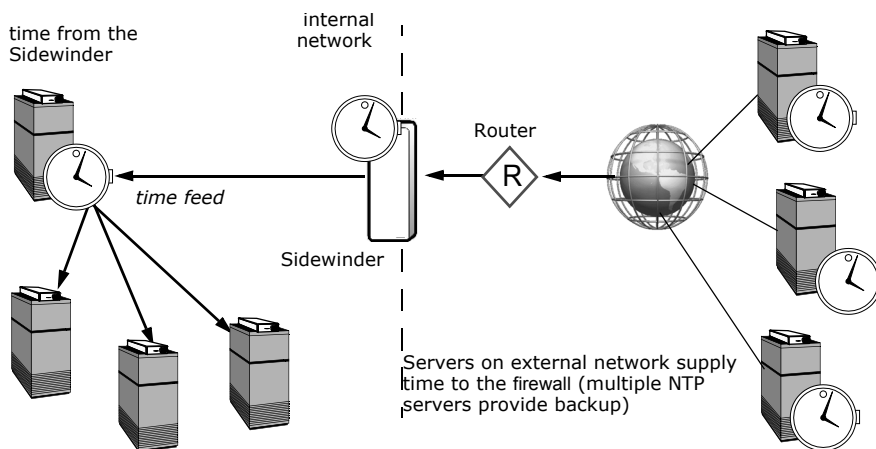 time from the
Sidewinder
internal
network
Router
R
time feed
Sidewinder
Servers on external network supply
time to the firewall (multiple NTP
servers provide backup)